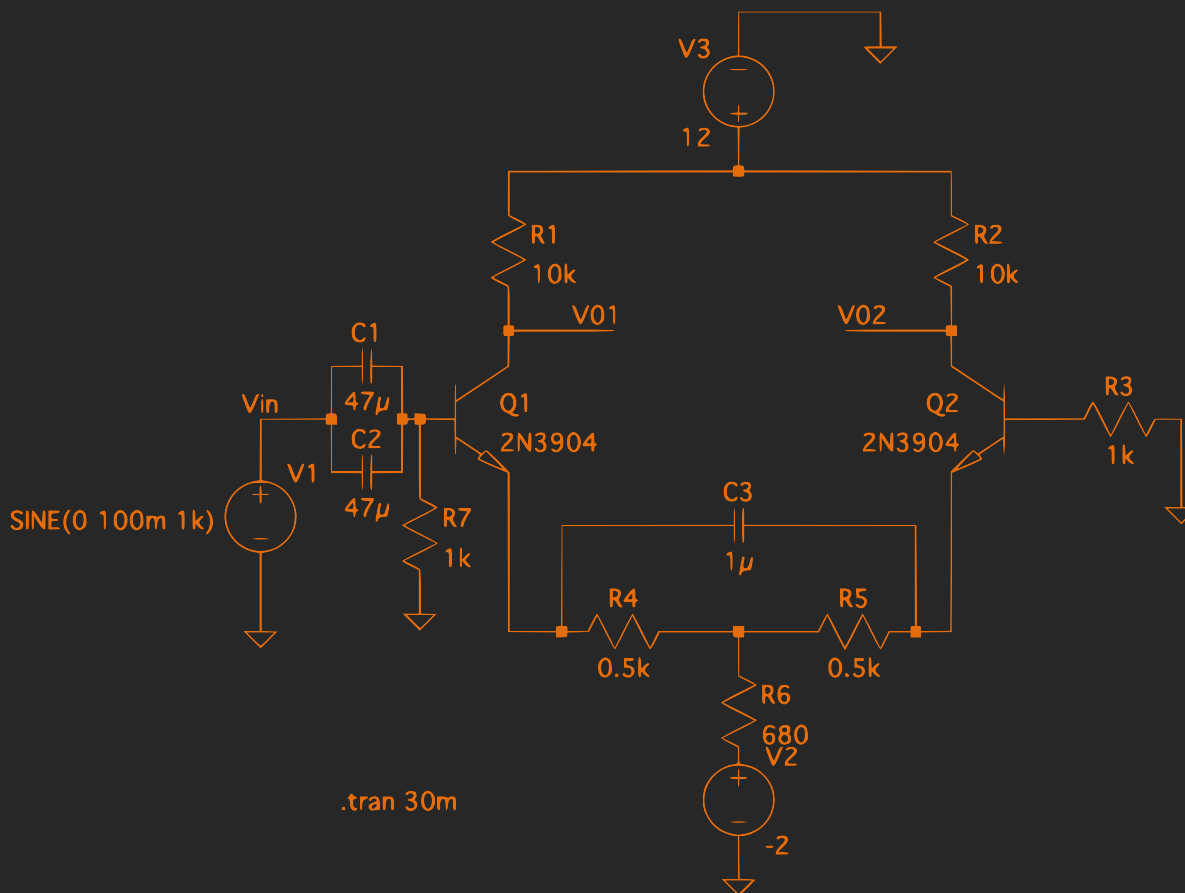 V3
12
R1
10k
R2
10k
V01
V02
C1
47µ
Vin
C2
47µ
V1
SINE(0 100m 1k)
R7
1k
Q1
2N3904
Q2
2N3904
R3
1k
C3
1µ
R4
0.5k
R5
0.5k
R6
680
V2
-2
.tran 30m